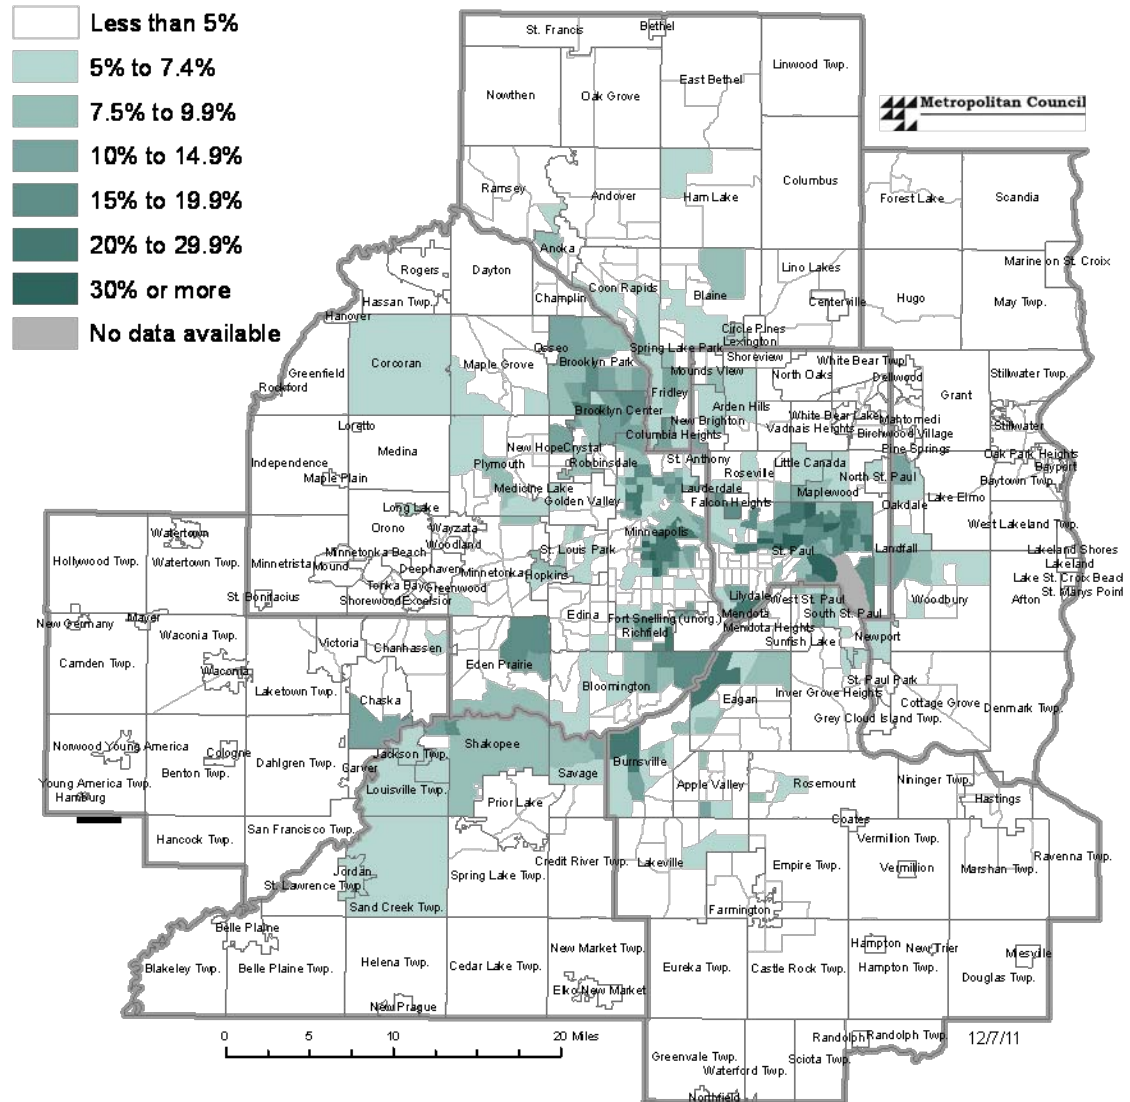 Less than 5%
5% to 7.4%
7.5% to 9.9%
10% to 14.9%
15% to 19.9%
20% to 29.9%
30% or more
No data available
Metropolitan Council
St. Francis
Bethel
Linwood Twp.
East Bethel
Nowthen
Oak Grove
Columbus
Ramsey
Andover
Ham Lake
Forest Lake
Scandia
Anoka
Marine on St. Croix
Rogers
Dayton
Lino Lakes
Hassan Twp.
Champlin
Coon Rapids
Blaine
Centerville
Hugo
May Twp.
Hanover
Circle Pines
Lexington
Corcoran
Maple Grove
Osseo
Brooklyn Park
Spring Lake Park
Shoreview
White Bear Twp.
Mounds View
North Oaks
Dellwood
Stillwater Twp.
Greenfield
Rockford
Fridley
Grant
Brooklyn Center
Arden Hills
New Brighton
White Bear Lake
Mahtomedi
Stillwater
Loretto
Vadnais Heights
Birchwood Village
Columbia Heights
Medina
New Hope
Crystal
Pine Springs
Oak Park Heights
Independence
Plymouth
Robbinsdale
St. Anthony
Little Canada
Bayport
Maple Plain
Roseville
North St. Paul
Baytown Twp.
Medicine Lake
Lauderdale
Maplewood
Lake Elmo
Long Lake
Golden Valley
Falcon Heights
Oakdale
Orono
Wayzata
Minneapolis
West Lakeland Twp.
Watertown
Woodland
St. Louis Park
St. Paul
Landfall
Lakeland Shores
Hollywood Twp.
Watertown Twp.
Minnetrista
Mound
Minnetonka Beach
Deephaven
Minnetonka
Hopkins
Lakeland
Tonka Bay
Greenwood
Lake St. Croix Beach
St. Bonifacius
Shorewood
Excelsior
Lilydale
West St. Paul
Woodbury
Afton
St. Marys Point
Mendota
South St. Paul
New Germany
Mayer
Edina
Fort Snelling (unorg.)
Richfield
Mendota Heights
Sunfish Lake
Newport
Waconia Twp.
Victoria
Chanhassen
Camden Twp.
Waconia
Eden Prairie
Laketown Twp.
Chaska
Bloomington
Eagan
Inver Grove Heights
St. Paul Park
Cottage Grove
Denmark Twp.
Grey Cloud Island Twp.
Norwood Young America
Cologne
Benton Twp.
Dahlgren Twp.
Carver
Jackson Twp.
Shakopee
Savage
Burnsville
Young America Twp.
Hamburg
Louisville Twp.
Prior Lake
Apple Valley
Rosemount
Nininger Twp.
Hastings
Coates
Hancock Twp.
San Francisco Twp.
Vermillion Twp.
Credit River Twp.
Lakeville
Empire Twp.
Vermillion
Marshan Twp.
Ravenna Twp.
Jordan
St. Lawrence Twp.
Spring Lake Twp.
Sand Creek Twp.
Farmington
Belle Plaine
New Market Twp.
Hampton
New Trier
Miesville
Blakeley Twp.
Belle Plaine Twp.
Helena Twp.
Cedar Lake Twp.
Eureka Twp.
Castle Rock Twp.
Hampton Twp.
Douglas Twp.
Elko New Market
New Prague
0 5 10 20 Miles
Randolph
Randolph Twp.
12/7/11
Greenvale Twp.
Waterford Twp.
Sciota Twp.
Northfield